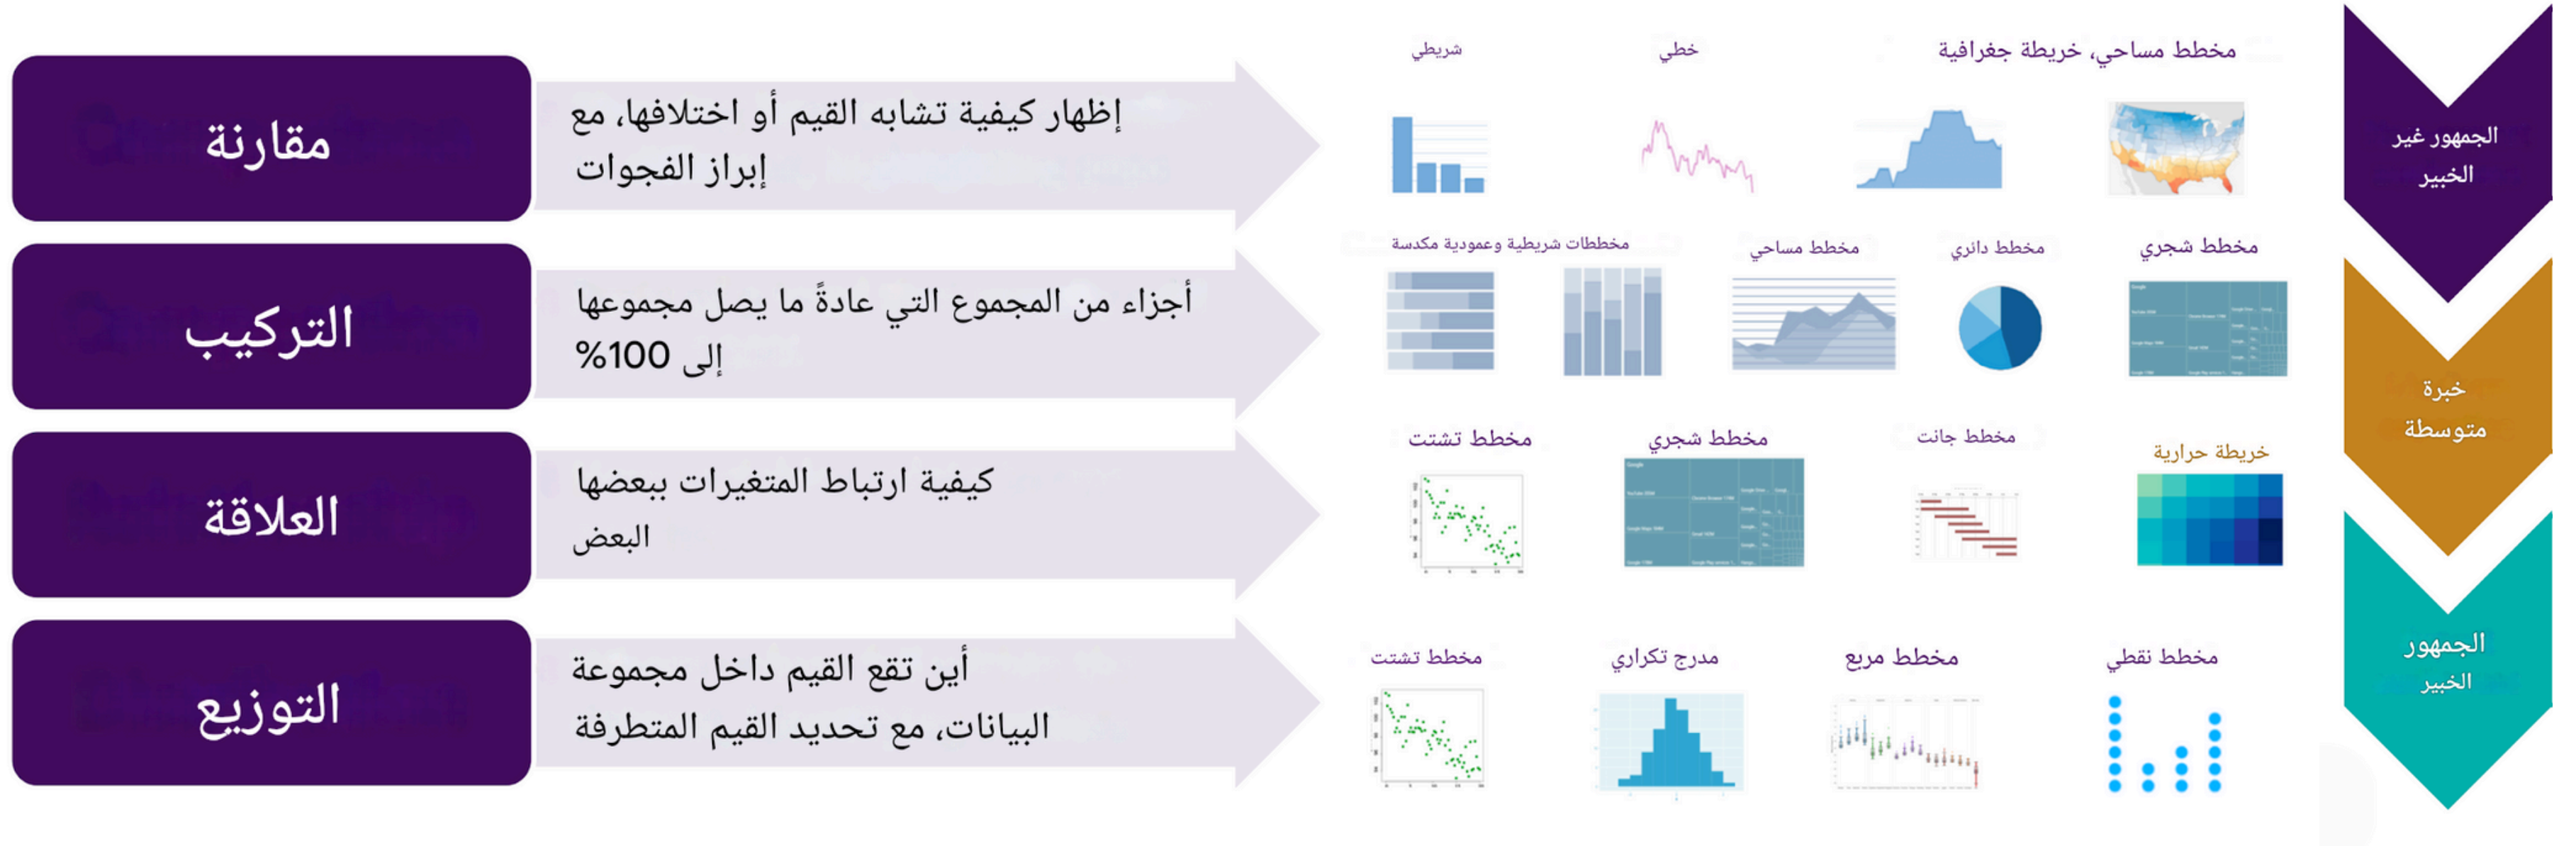 مقارنة
إظهار كيفية تشابه القيم أو اختلافها، مع
إبراز الفجوات
شريطي
خطي
مخطط مساحي، خريطة جغرافية
الجمهور غير
الخبير
التركيب
أجزاء من المجموع التي عادةً ما يصل مجموعها
إلى 100%
مخططات شريطية وعمودية مكدسة
مخطط مساحي
مخطط دائري
مخطط شجري
خبرة
متوسطة
العلاقة
كيفية ارتباط المتغيرات ببعضها
البعض
مخطط تشتت
مخطط شجري
مخطط جانت
خريطة حرارية
التوزيع
أين تقع القيم داخل مجموعة
البيانات، مع تحديد القيم المتطرفة
مخطط تشتت
مدرج تكراري
مخطط مربع
مخطط نقطي
الجمهور
الخبير